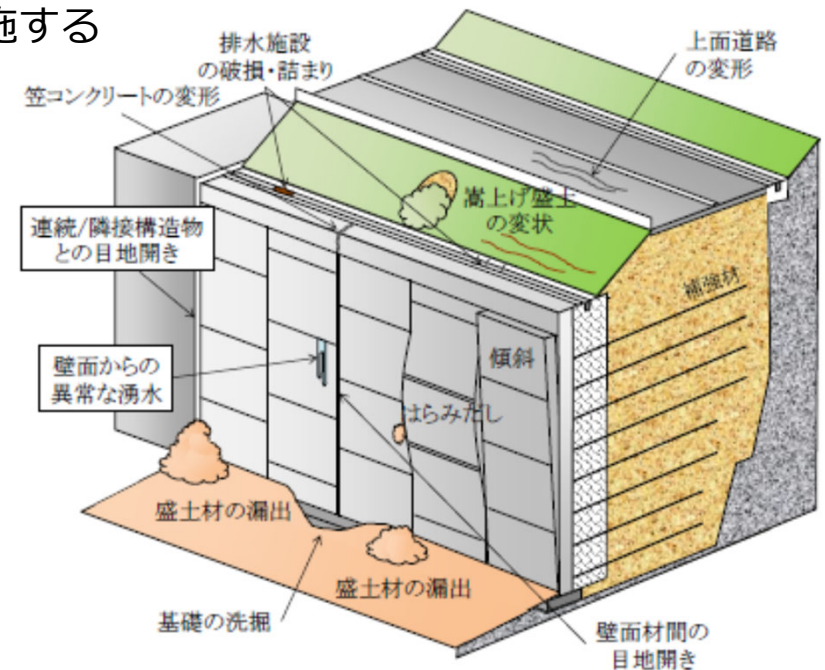 施する
排水施設
の破損・詰まり
上面道路
の変形
笠コンクリートの変形
嵩上げ盛土
の変状
連続/隣接構造物
との目地開き
補強材
壁面からの
異常な湧水
傾斜
はらみだし
盛土材の漏出
盛土材の漏出
基礎の洗掘
壁面材間の
目地開き